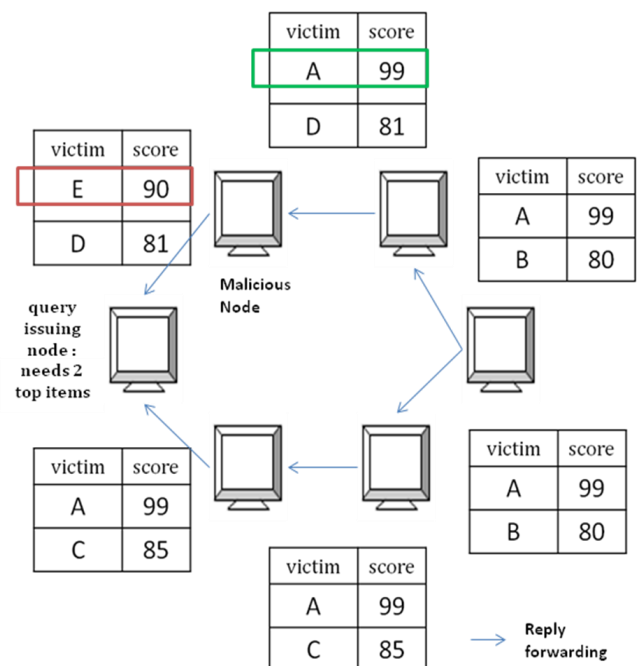 victim score
A 99
D 81
victim score
E 90
D 81
victim score
A 99
B 80
Malicious
Node
query
issuing
node :
needs 2
top items
victim score
A 99
C 85
victim score
A 99
B 80
victim score
A 99
C 85
Reply
forwarding